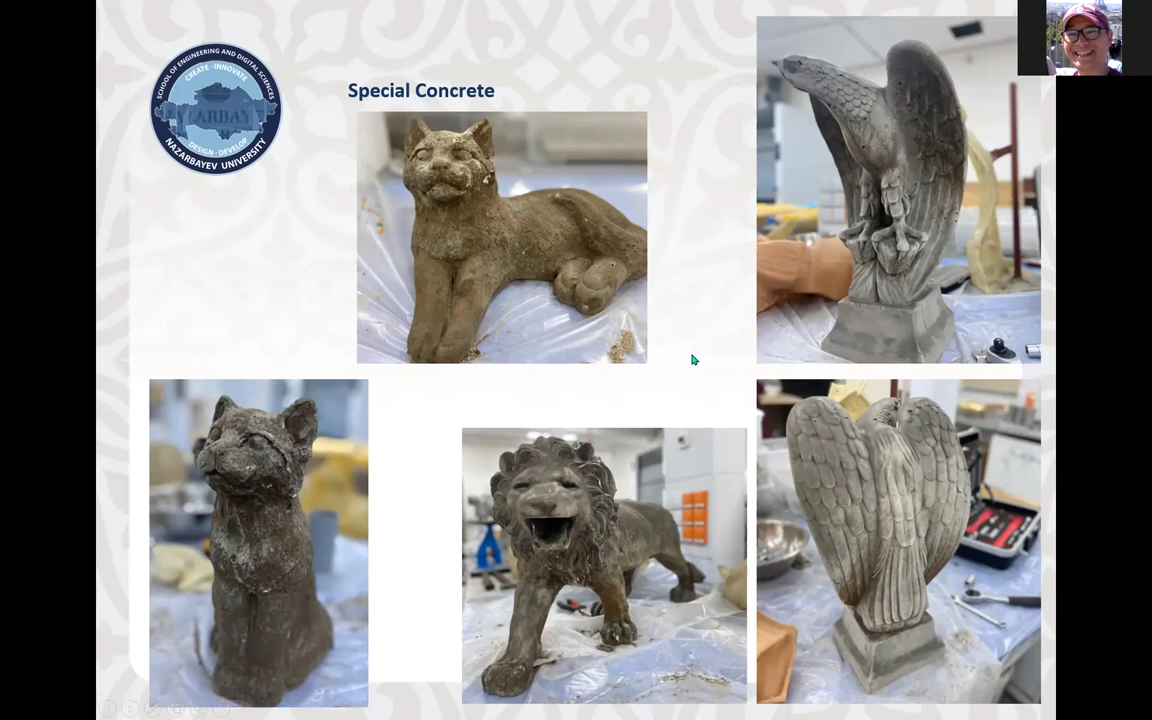 SCHOOL OF ENGINEERING AND DIGITAL SCIENCES
CREATE · INNOVATE
DESIGN · DEVELOP
NAZARBAYEV UNIVERSITY
Special Concrete